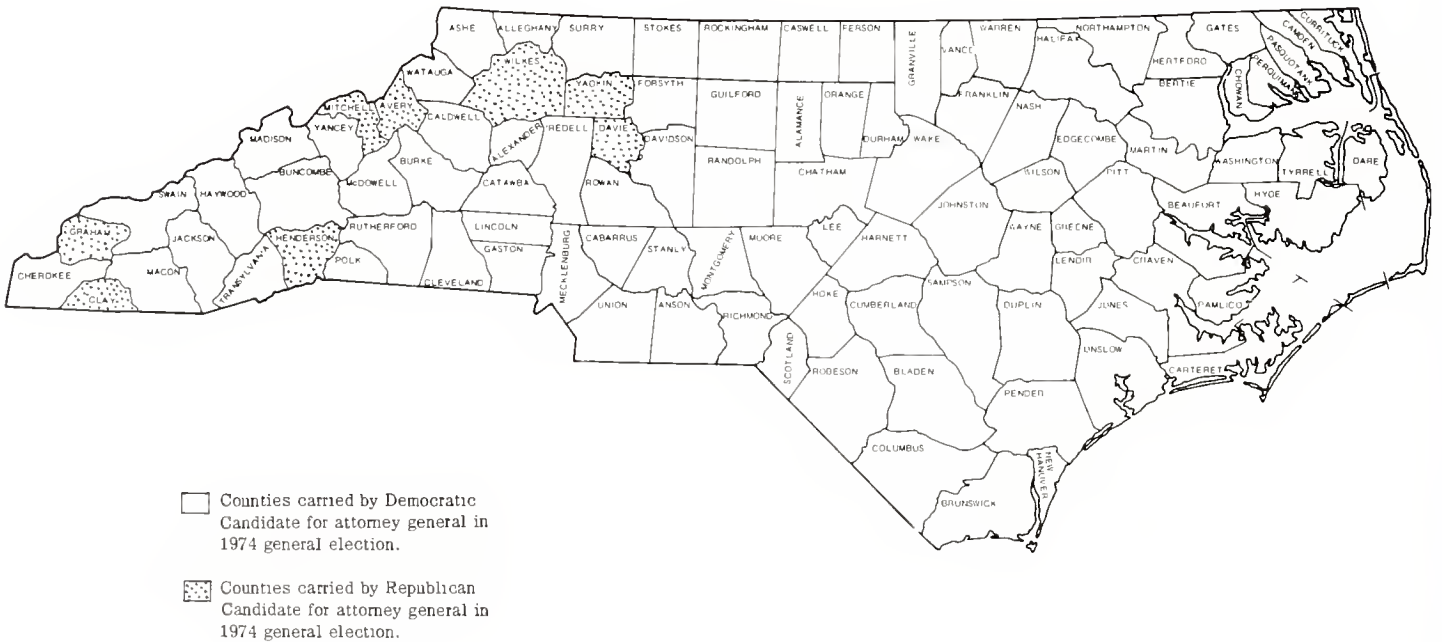 ASHE
ALLEGHANY
SURRY
STOKES
ROCKINGHAM
CASWELL
FERSON
GRANVILLE
VANCE
WARREN
HALIFAX
NORTHAMPTON
GATES
HERTFORD
BERTIE
CURRITUCK
CAMDEN
PASQUOTANK
PERQUIMANS
CHOWAN
WATAUGA
WILKES
YADKIN
FORSYTH
GUILFORD
ALAMANCE
ORANGE
DURHAM
WAKE
FRANKLIN
NASH
EDGECOMBE
MARTIN
WASHINGTON
TYRRELL
DARE
MITCHELL
AVERY
CALDWELL
ALEXANDER
IREDELL
DAVIE
DAVIDSON
RANDOLPH
CHATHAM
WILSON
PITT
BEAUFORT
HYDE
MADISON
YANCEY
BURKE
BUNCOMBE
McDOWELL
CATAWBA
ROWAN
JOHNSTON
SWAIN
HAYWOOD
GRAHAM
JACKSON
HENDERSON
RUTHERFORD
LINCOLN
GASTON
MECKLENBURG
CABARRUS
STANLY
MONTGOMERY
MOORE
LEE
HARNETT
WAYNE
GREENE
LENOIR
CRAVEN
PAMLICO
CHEROKEE
CLAY
MACON
TRANSYLVANIA
POLK
CLEVELAND
UNION
ANSON
RICHMOND
SCOTLAND
HOKE
CUMBERLAND
SAMPSON
DUPLIN
JONES
ONSLOW
CARTERET
ROBESON
BLADEN
PENDER
COLUMBUS
BRUNSWICK
NEW
HANOVER
Counties carried by Democratic
Candidate for attorney general in
1974 general election.
Counties carried by Republican
Candidate for attorney general in
1974 general election.